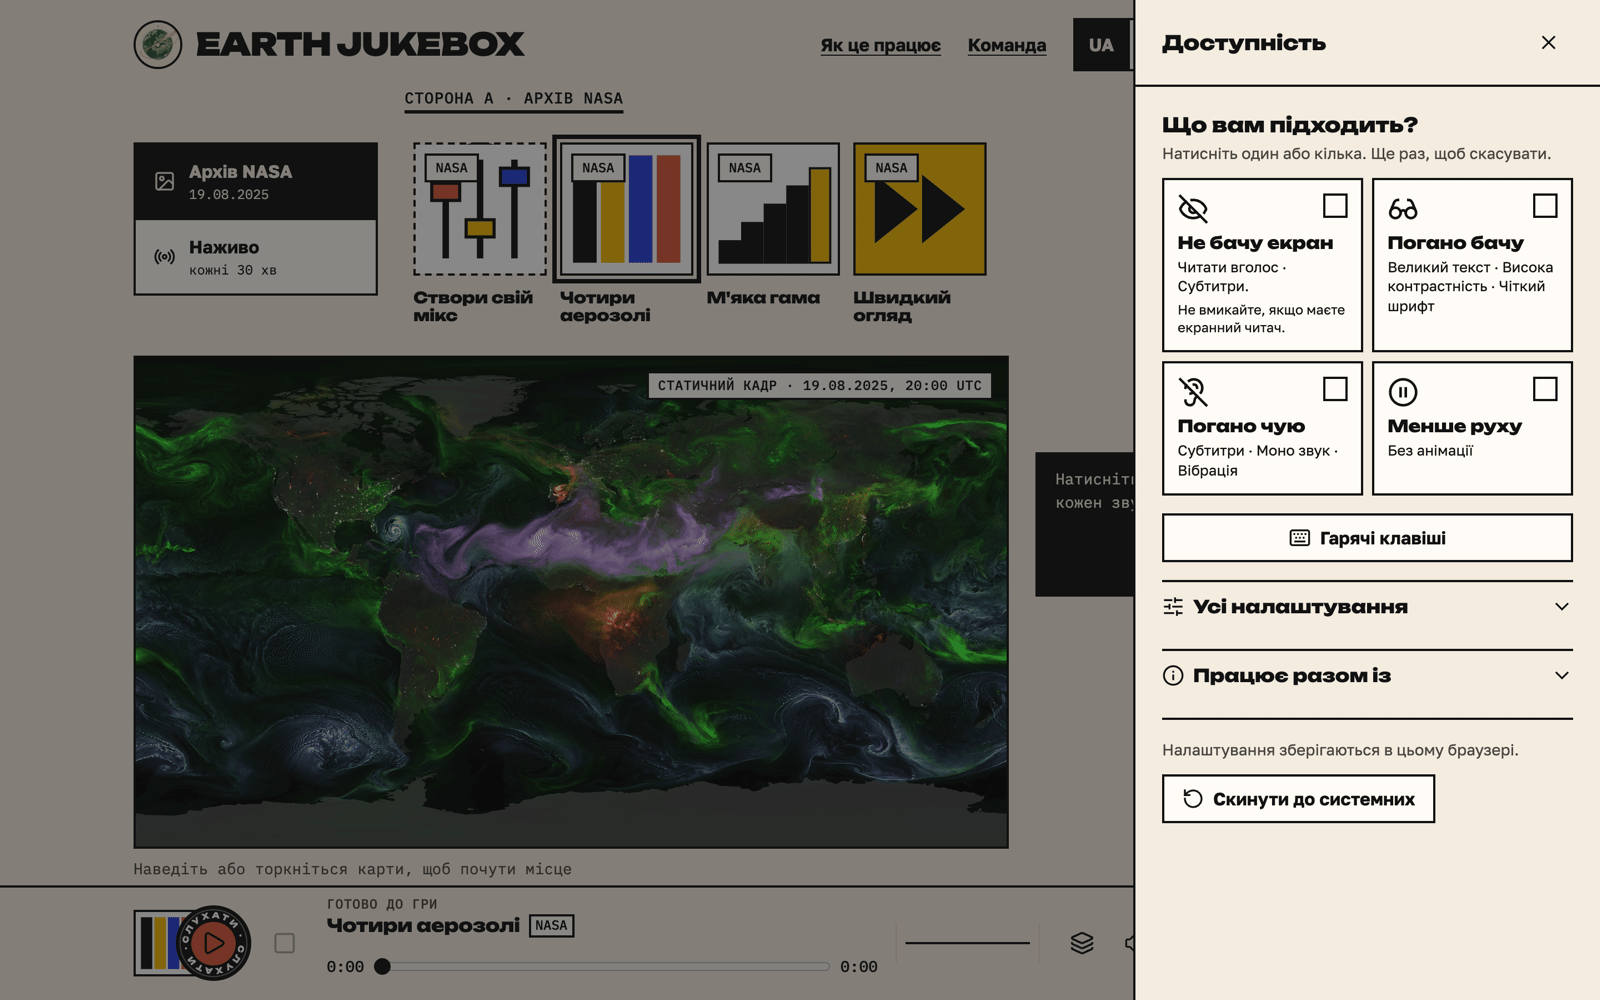 EARTH JUKEBOX
Як це працює
Команда
UA
СТОРОНА А · АРХІВ NASA
Архів NASA
19.08.2025
Наживо
кожні 30 хв
NASA
NASA
NASA
NASA
Створи свій
мікс
Чотири
аерозолі
М'яка гама
Швидкий
огляд
СТАТИЧНИЙ КАДР · 19.08.2025, 20:00 UTC
кожен
Наведіть або торкніться карти, щоб почути місце
СЛУХАТИ · СЛУХАТИ ·
ГОТОВО ДО ГРИ
Чотири аерозолі NASA
0:00
0:00
Доступність
Що вам підходить?
Натисніть один або кілька. Ще раз, щоб скасувати.
Не бачу екран
Читати вголос ·
Субтитри.
Не вмикайте, якщо маєте
екранний читач.
Погано бачу
Великий текст · Висока
контрастність · Чіткий
шрифт
Погано чую
Субтитри · Моно звук ·
Вібрація
Менше руху
Без анімації
Гарячі клавіші
Усі налаштування
Працює разом із
Налаштування зберігаються в цьому браузері.
Скинути до системних